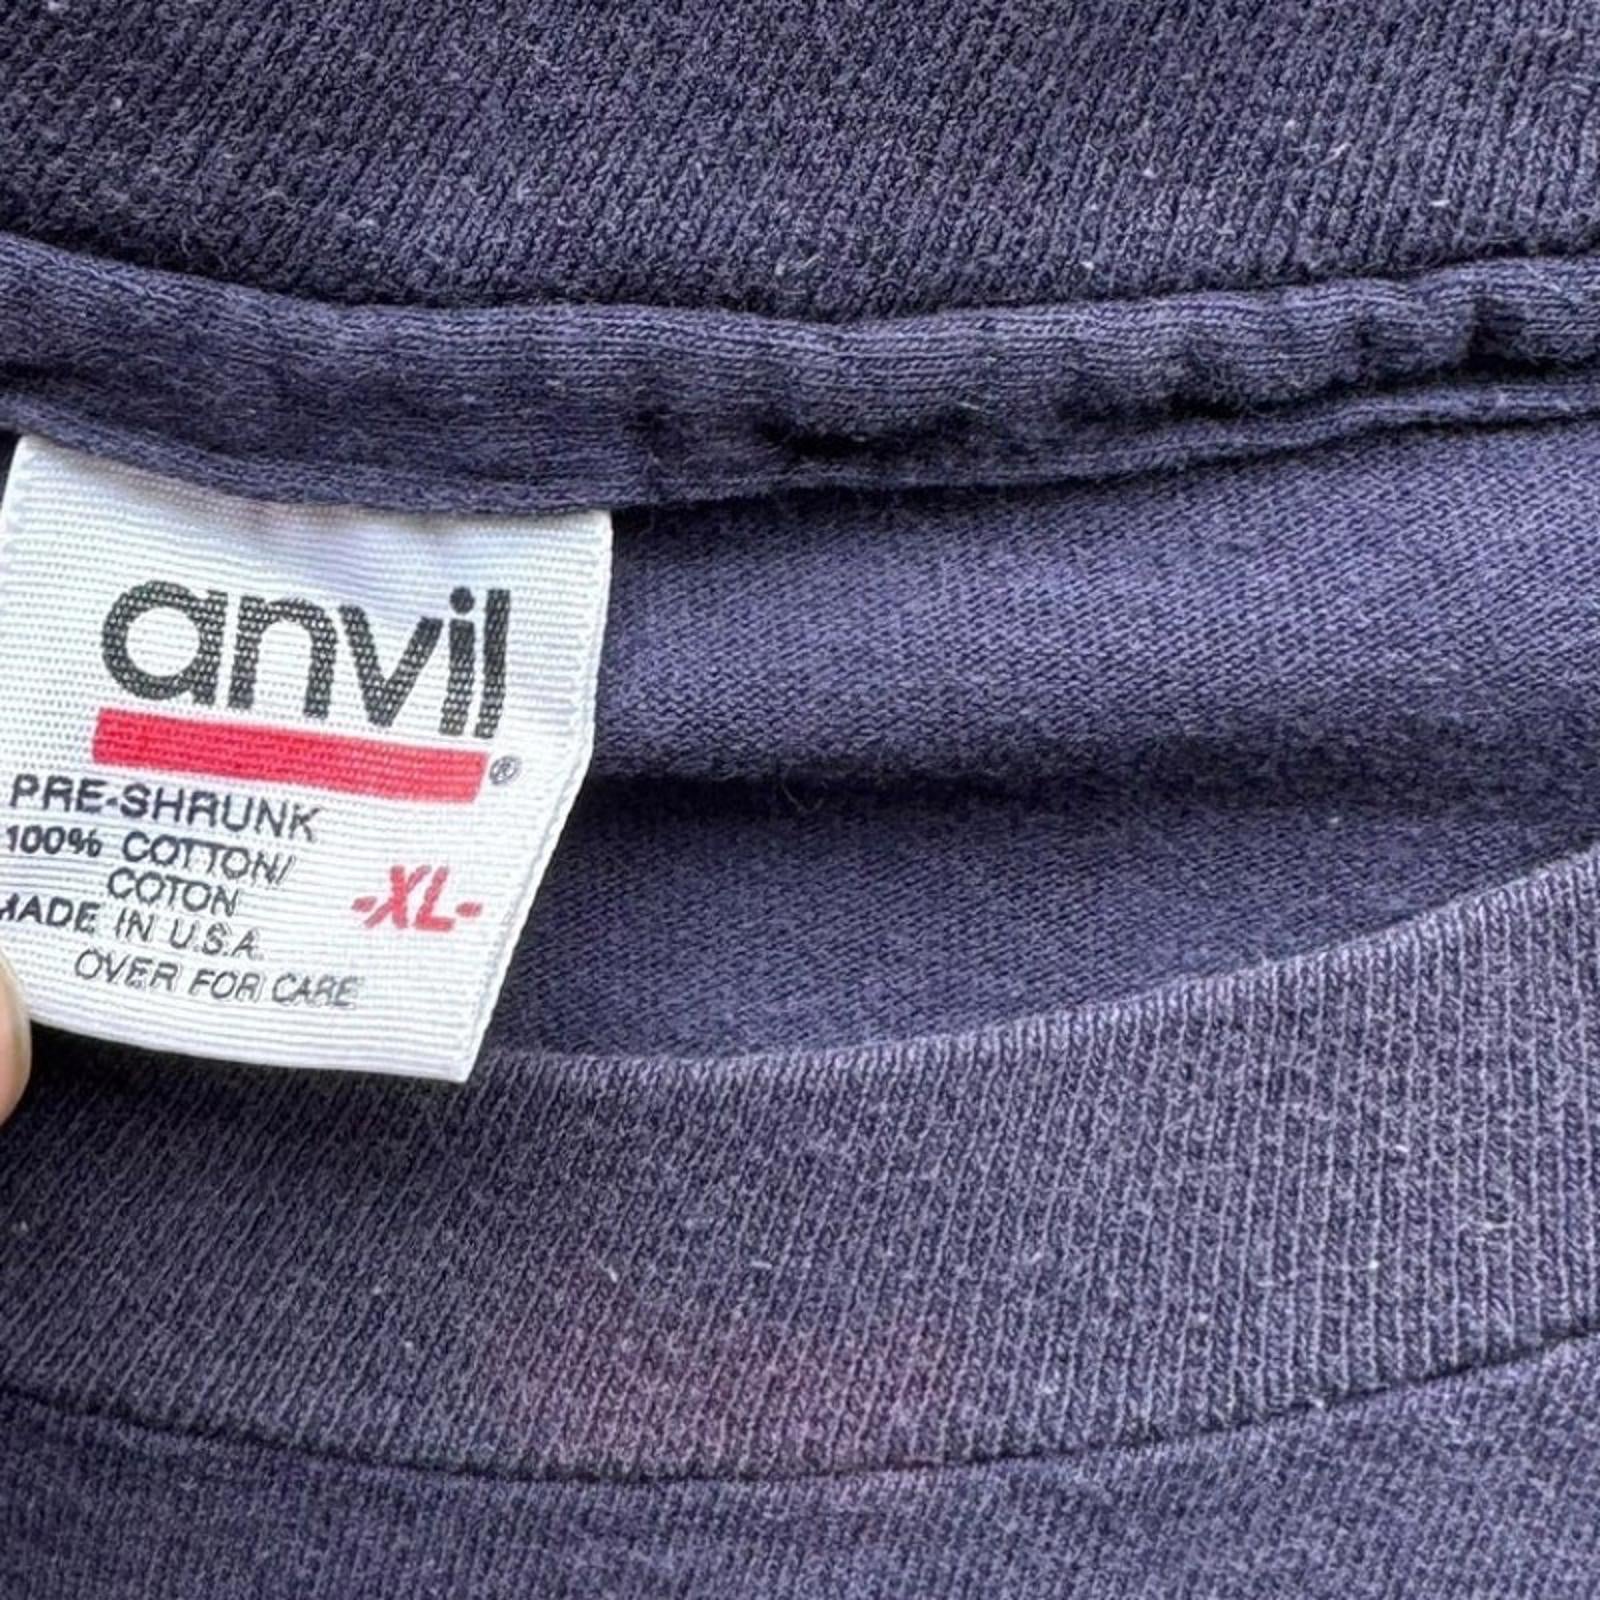 anvil
®
PRE-SHRUNK
100% COTTON/
COTON
-XL-
MADE IN U.S.A.
OVER FOR CARE